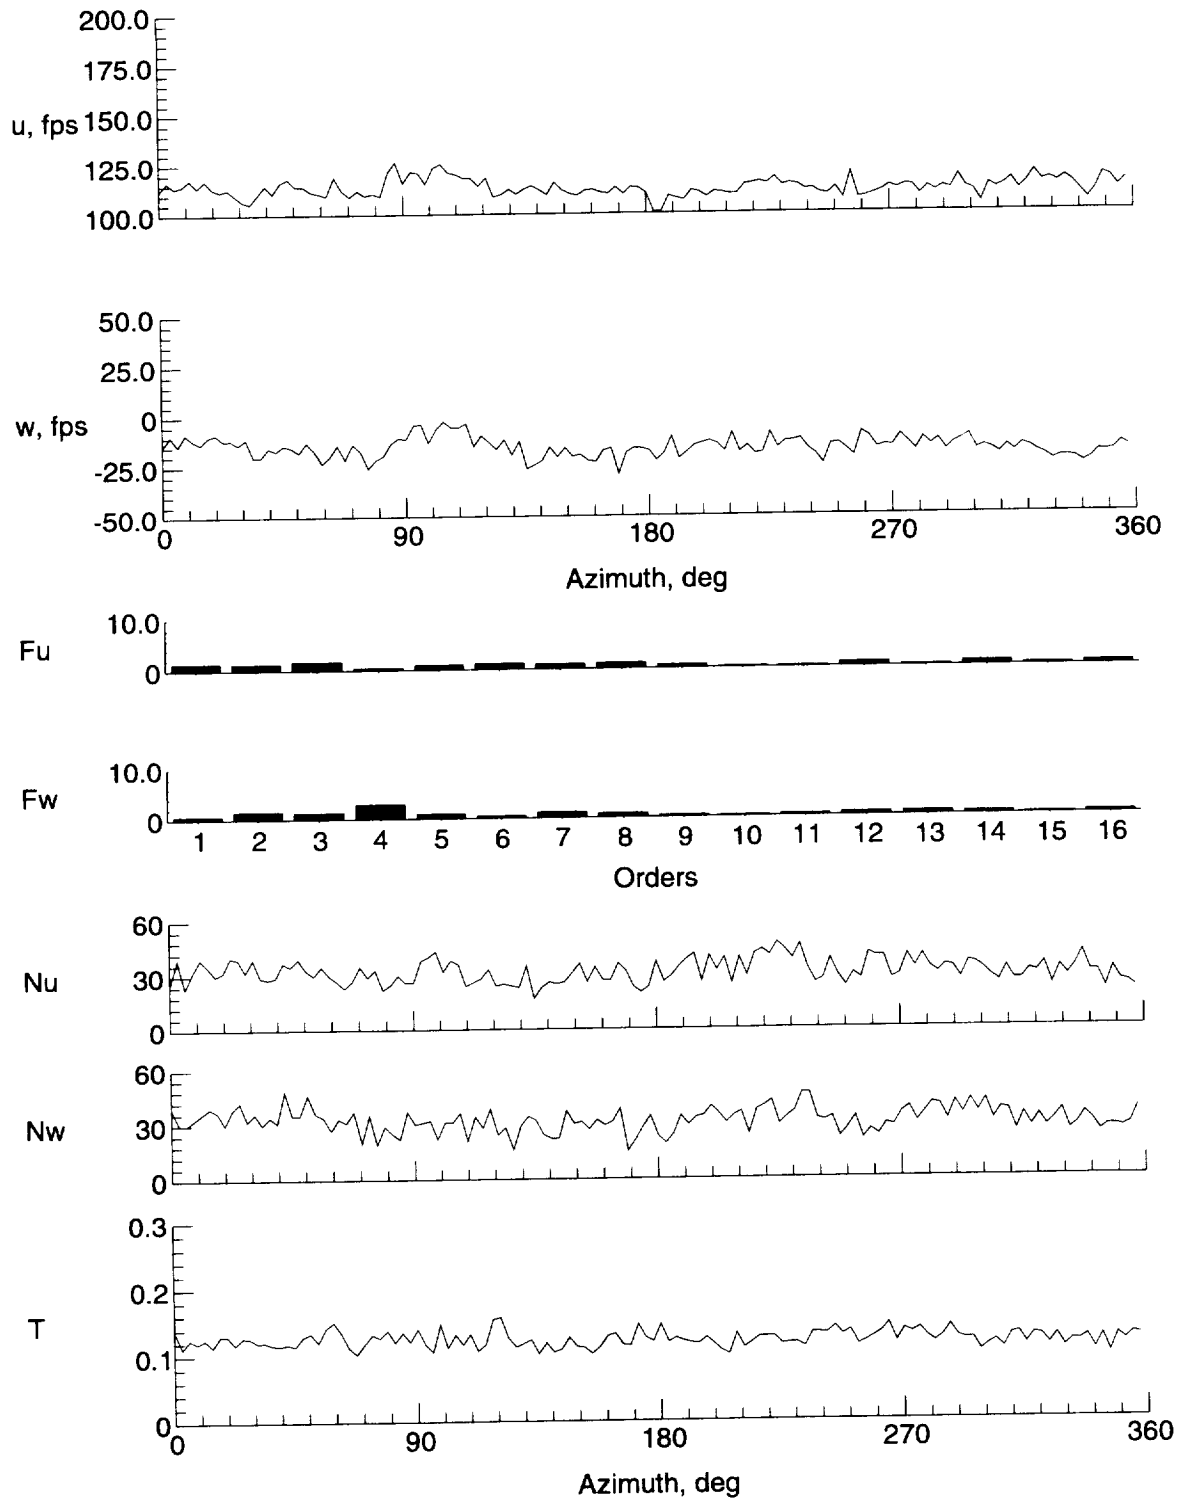 200.0
175.0
u, fps 150.0
125.0
100.0
50.0
25.0
w, fps 0
-25.0
-50.0
0 90 180 270 360
Azimuth, deg
Fu 10.0
0
Fw 10.0
0
1 2 3 4 5 6 7 8 9 10 11 12 13 14 15 16
Orders
60
Nu 30
0
60
Nw 30
0
0.3
0.2
T
0.1
0
0 90 180 270 360
Azimuth, deg